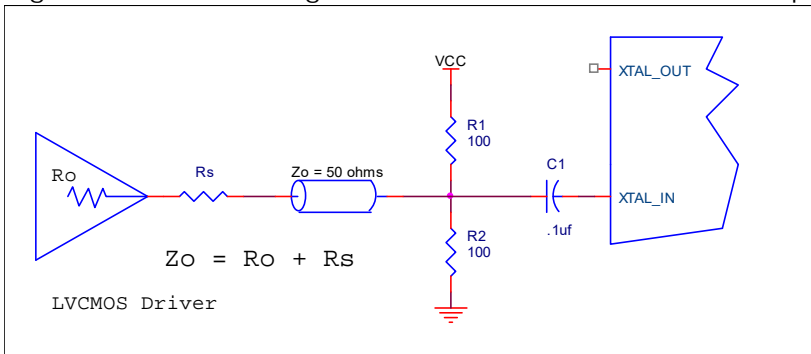 VCC
XTAL_OUT
R1
100
Ro
Rs
Zo = 50 ohms
C1
XTAL_IN
.1uf
R2
100
Zo = Ro + Rs
LVCMOS Driver